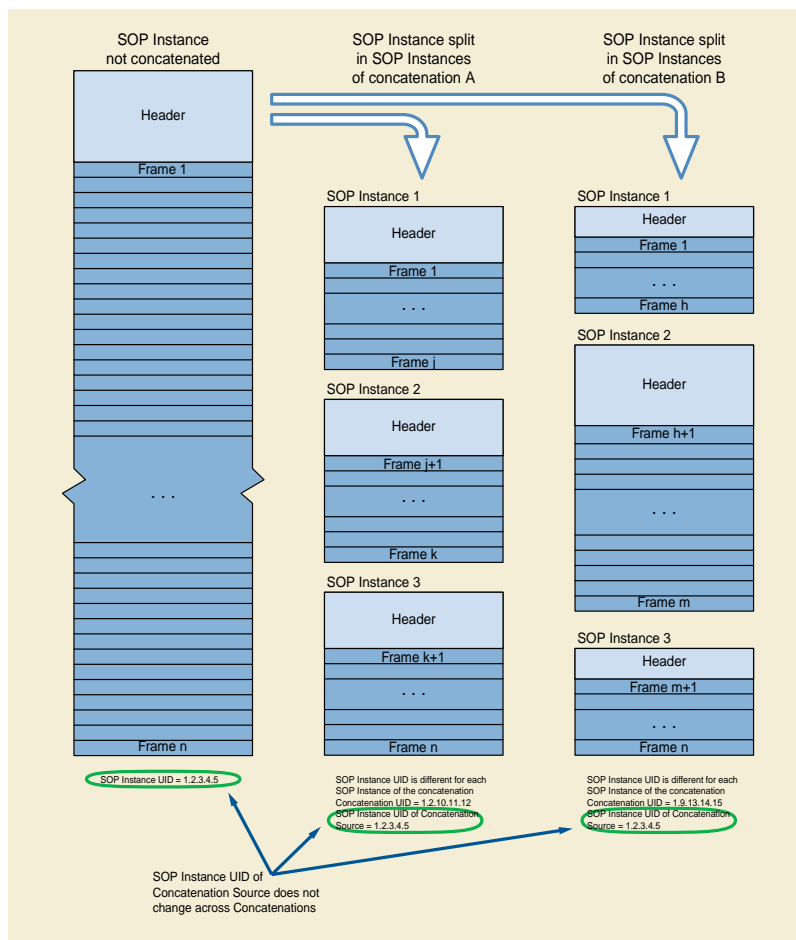 SOP Instance
not concatenated
Header
Frame 1
. . .
Frame n
SOP Instance UID = 1.2.3.4.5
SOP Instance split
in SOP Instances
of concatenation A
SOP Instance 1
Header
Frame 1
. . .
Frame j
SOP Instance 2
Header
Frame j+1
. . .
Frame k
SOP Instance 3
Header
Frame k+1
. . .
Frame n
SOP Instance UID is different for each
SOP Instance of the concatenation
Concatenation UID = 1.2.10.11.12
SOP Instance UID of Concatenation
Source = 1.2.3.4.5
SOP Instance split
in SOP Instances
of concatenation B
SOP Instance 1
Header
Frame 1
. . .
Frame h
SOP Instance 2
Header
Frame h+1
. . .
Frame m
SOP Instance 3
Header
Frame m+1
. . .
Frame n
SOP Instance UID is different for each
SOP Instance of the concatenation
Concatenation UID = 1.9.13.14.15
SOP Instance UID of Concatenation
Source = 1.2.3.4.5
SOP Instance UID of
Concatenation Source does not
change across Concatenations